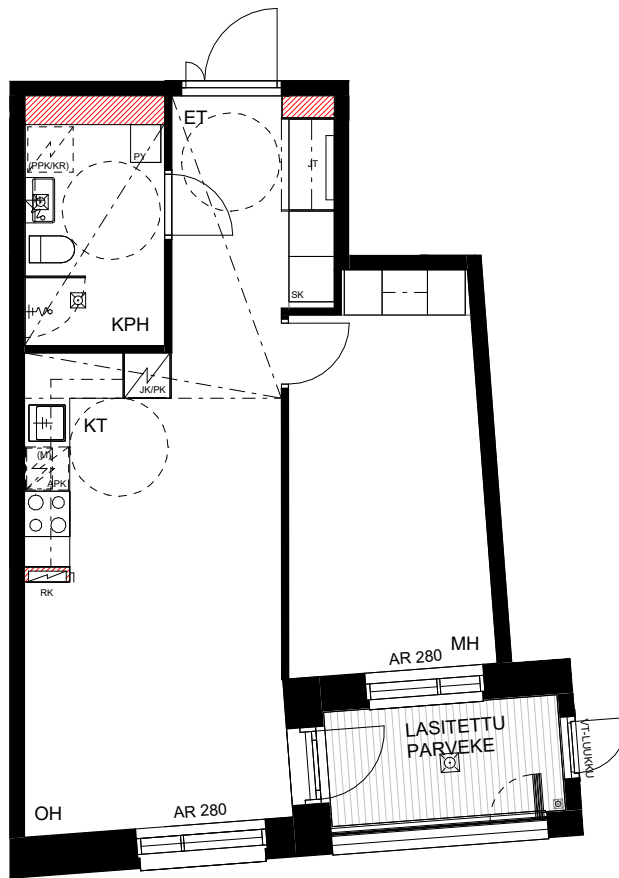 ET
(PPK/KR)
PY
JT
KPH
SK
JK/PK
KT
(M)
APK
RK
MH
AR 280
LASITETTU
PARVEKE
VT-LUUKKU
OH
AR 280